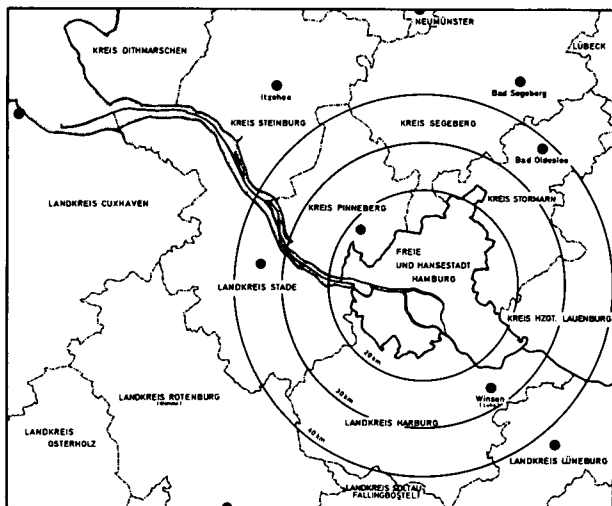 NEUMÜNSTER
KREIS DITHMARSCHEN
LÜBECK
Itzehoe
Bad Segeberg
KREIS STEINBURG
KREIS SEGEBERG
Bad Oldesloe
LANDKREIS CUXHAVEN
KREIS STORMARN
KREIS PINNEBERG
FREIE
UND HANSESTADT
HAMBURG
LANDKREIS STADE
KREIS HZGT. LAUENBURG
20 km
30 km
40 km
LANDKREIS ROTENBURG
(Wümme)
Winsen
(Luhe)
LANDKREIS HARBURG
LANDKREIS
OSTERHOLZ
LANDKREIS LÜNEBURG
LANDKREIS SOLTAU
FALLINGBOSTEL